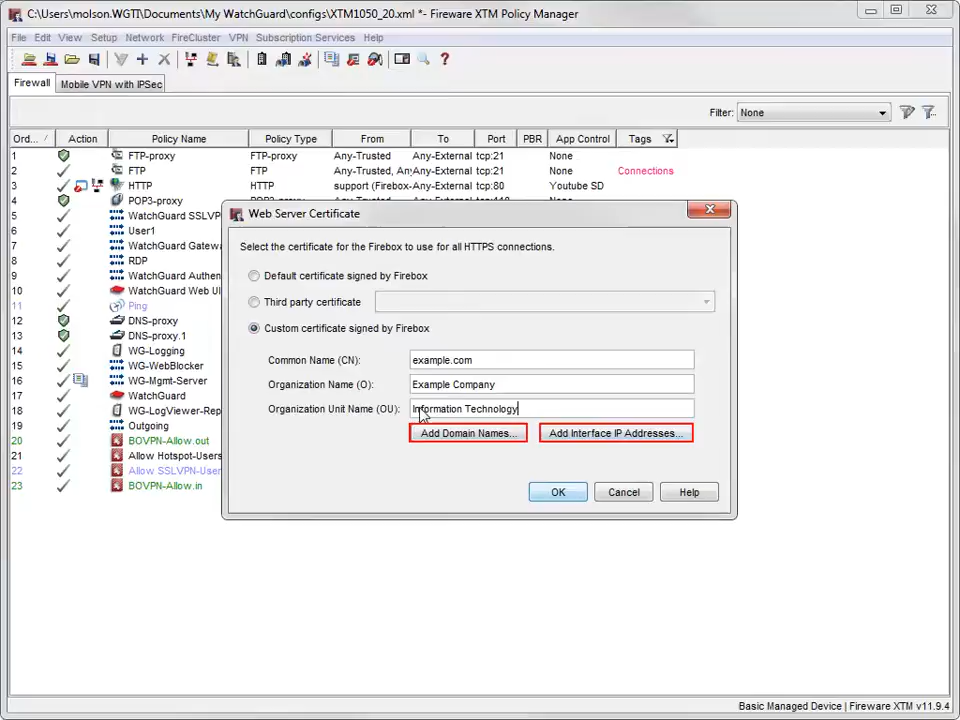 C:\Users\molson.WGTI\Documents\My WatchGuard\configs\XTM1050_20.xml *- Fireware XTM Policy Manager
File Edit View Setup Network FireCluster VPN Subscription Services Help
Firewall Mobile VPN with IPSec
Filter: None
Ord... Action Policy Name Policy Type From To Port PBR App Control Tags
1 FTP-proxy FTP-proxy Any-Trusted Any-External tcp:21 None
2 FTP FTP Any-Trusted, An Any-External tcp:21 None Connections
3 HTTP HTTP support (Firebox- Any-External tcp:80 Youtube SD
4 POP3-proxy
5 WatchGuard SSLVP
6 User1
7 WatchGuard Gatew
8 RDP
9 WatchGuard Authen
10 WatchGuard Web UI
11 Ping
12 DNS-proxy
13 DNS-proxy.1
14 WG-Logging
15 WG-WebBlocker
16 WG-Mgmt-Server
17 WatchGuard
18 WG-LogViewer-Rep
19 Outgoing
20 BOVPN-Allow.out
21 Allow Hotspot-Users
22 Allow SSLVPN-User
23 BOVPN-Allow.in
Web Server Certificate
Select the certificate for the Firebox to use for all HTTPS connections.
Default certificate signed by Firebox
Third party certificate
Custom certificate signed by Firebox
Common Name (CN): example.com
Organization Name (O): Example Company
Organization Unit Name (OU): Information Technology
Add Domain Names... Add Interface IP Addresses...
OK Cancel Help
Basic Managed Device | Fireware XTM v11.9.4